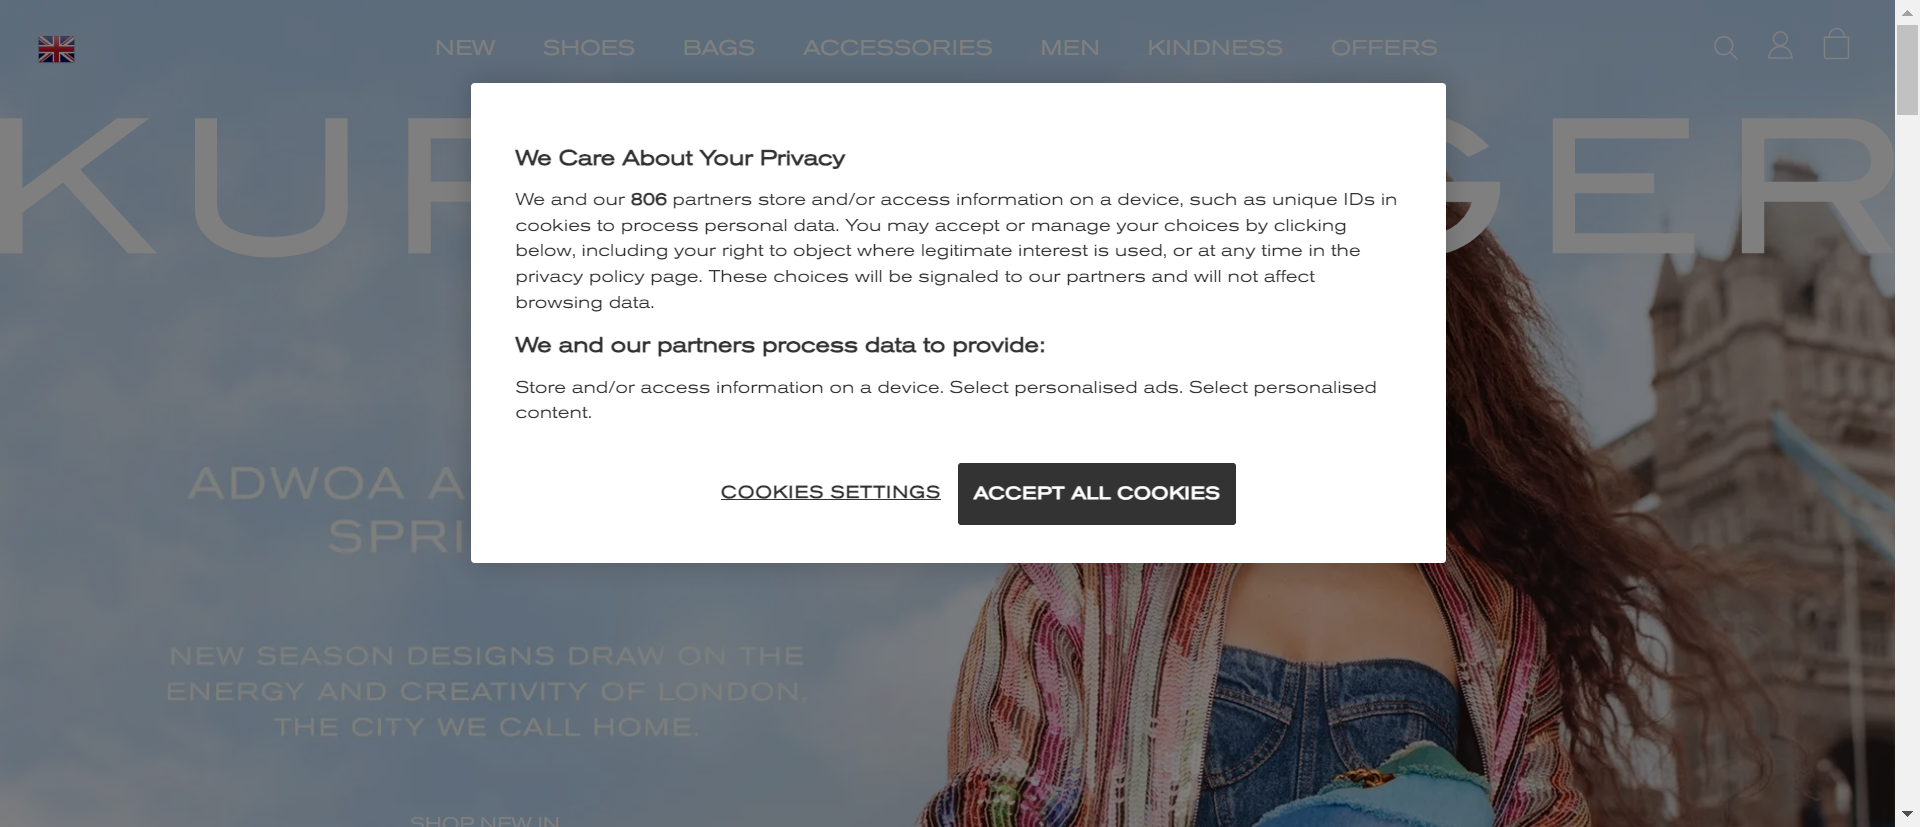 NEW SHOES BAGS ACCESSORIES MEN KINDNESS OFFERS
KU GER
We Care About Your Privacy
We and our 806 partners store and/or access information on a device, such as unique IDs in
cookies to process personal data. You may accept or manage your choices by clicking
below, including your right to object where legitimate interest is used, or at any time in the
privacy policy page. These choices will be signaled to our partners and will not affect
browsing data.
We and our partners process data to provide:
Store and/or access information on a device. Select personalised ads. Select personalised
content.
COOKIES SETTINGS ACCEPT ALL COOKIES
ADWOA A
SPRI
NEW SEASON DESIGNS DRAW ON THE
ENERGY AND CREATIVITY OF LONDON,
THE CITY WE CALL HOME.
SHOP NEW IN